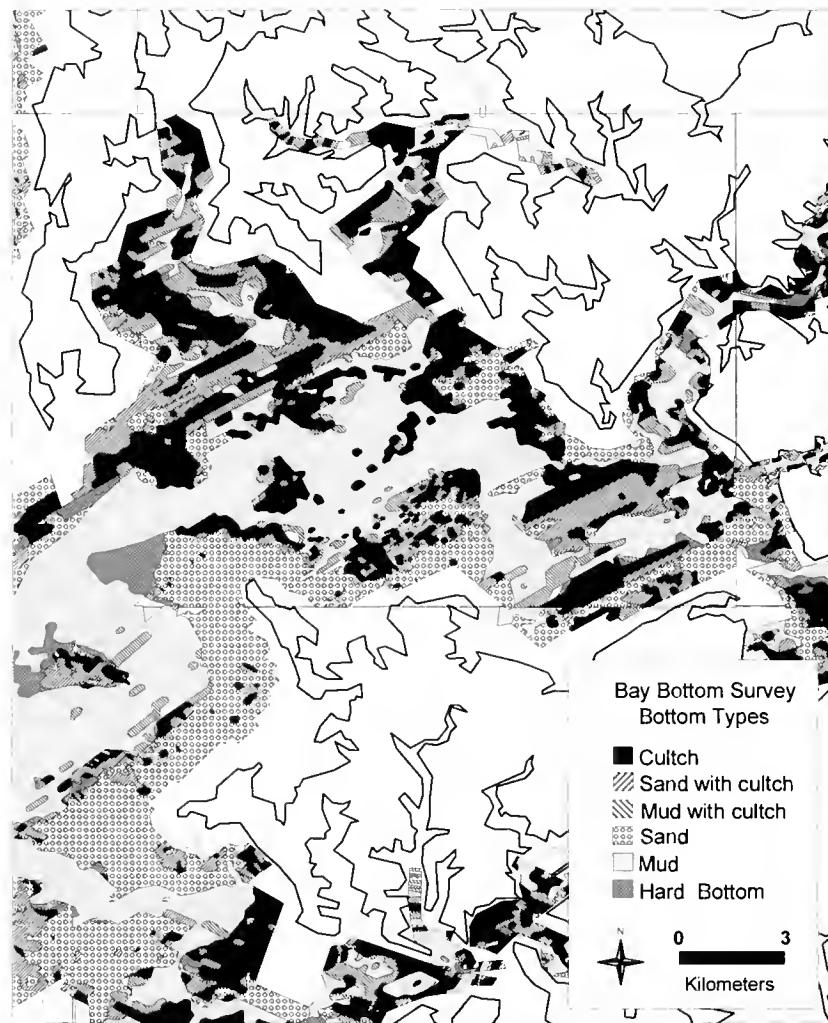 Bay Bottom Survey
Bottom Types
Cultch
Sand with cultch
Mud with cultch
Sand
Mud
Hard Bottom
N
0 3
Kilometers